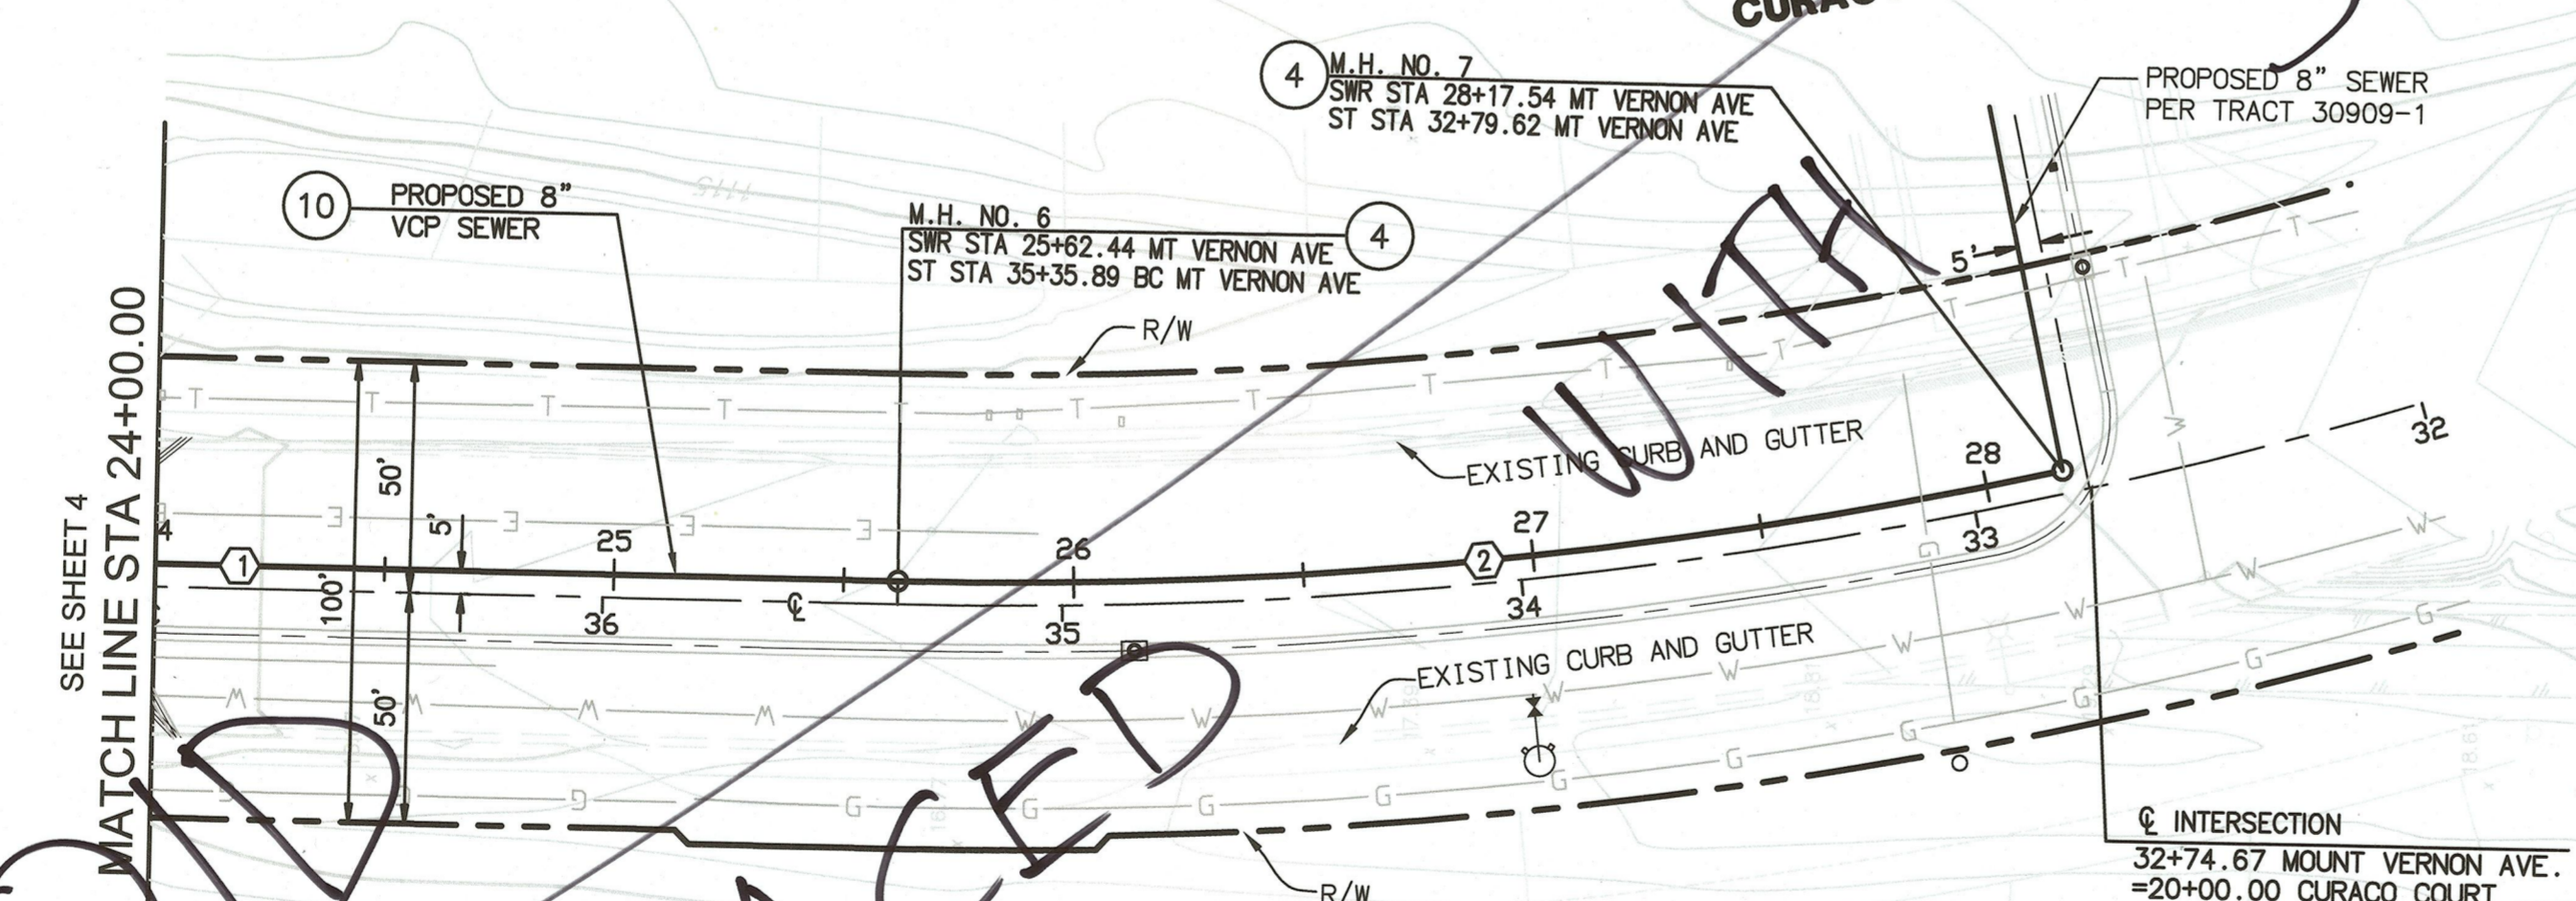 CURAC
4
M.H. NO. 7
SWR STA 28+17.54 MT VERNON AVE
ST STA 32+79.62 MT VERNON AVE
PROPOSED 8" SEWER
PER TRACT 30909-1
10
PROPOSED 8"
VCP SEWER
M.H. NO. 6
SWR STA 25+62.44 MT VERNON AVE
ST STA 35+35.89 BC MT VERNON AVE
4
1115
WITH
5'
R/W
SEE SHEET 4
MATCH LINE STA 24+00.00
T T T T T T T T T T T T
EXISTING CURB AND GUTTER
32
50'
5'
100'
50'
E E E E
4
1
25
26
2
27
28
36
℄
35
34
33
EXISTING CURB AND GUTTER
W W W W W W W W W W W W W
G G G G G G G G G G G
D
CED
R/W
℄ INTERSECTION
32+74.67 MOUNT VERNON AVE.
=20+00.00 CURACO COURT